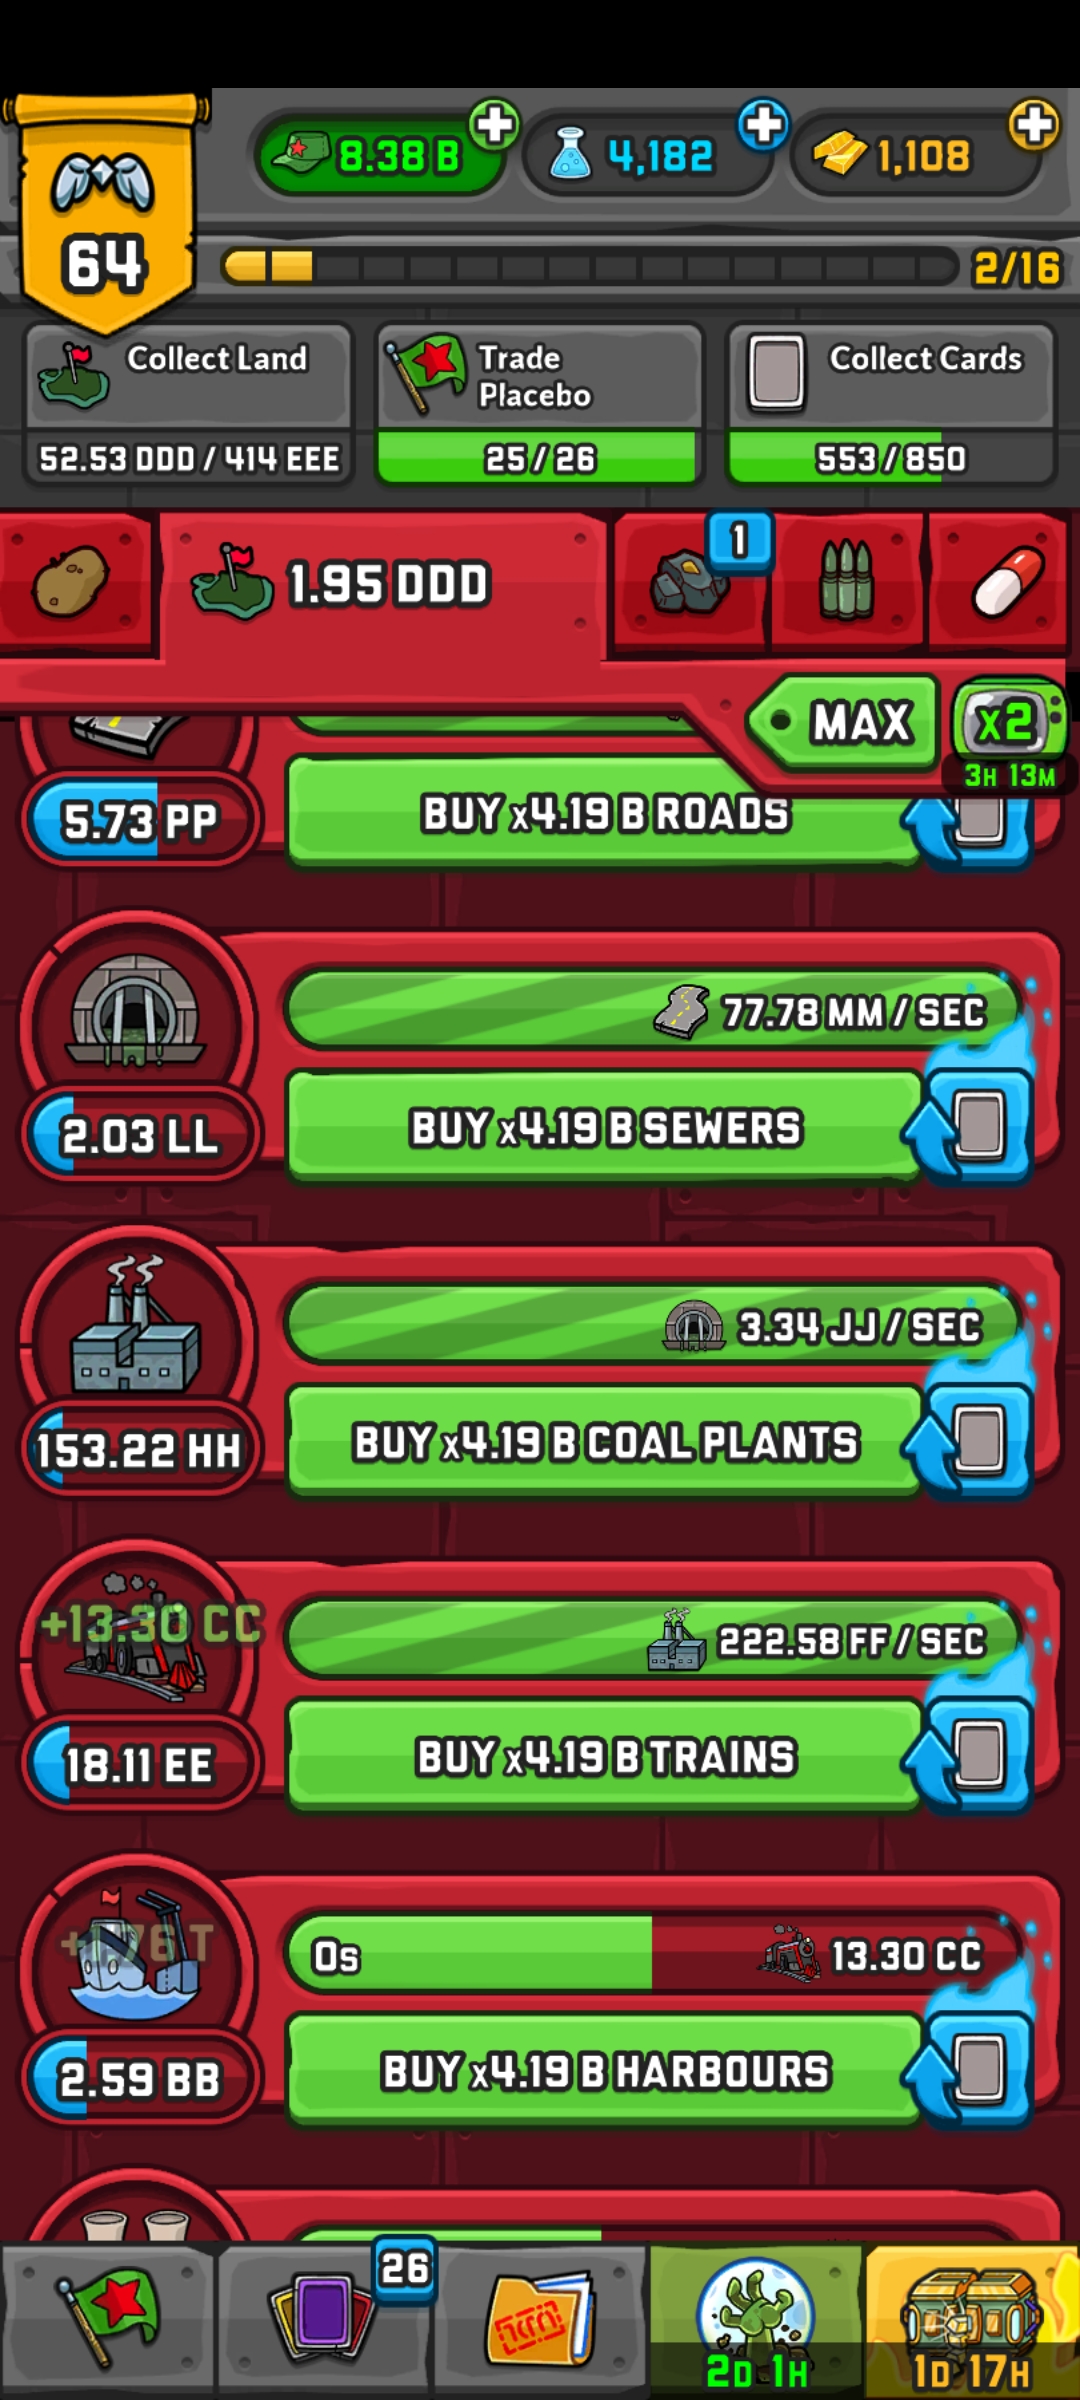 8.38 B
4,182
1,108
64
2/16
Collect Land
52.53 DDD / 414 EEE
Trade
Placebo
25 / 26
Collect Cards
553 / 850
1.95 DDD
1
MAX
x2
3H 13M
5.73 PP
BUY x4.19 B ROADS
77.78 MM / SEC
2.03 LL
BUY x4.19 B SEWERS
3.34 JJ / SEC
153.22 HH
BUY x4.19 B COAL PLANTS
+13.30 CC
222.58 FF / SEC
18.11 EE
BUY x4.19 B TRAINS
0s
13.30 CC
2.59 BB
BUY x4.19 B HARBOURS
26
2D 1H
1D 17H